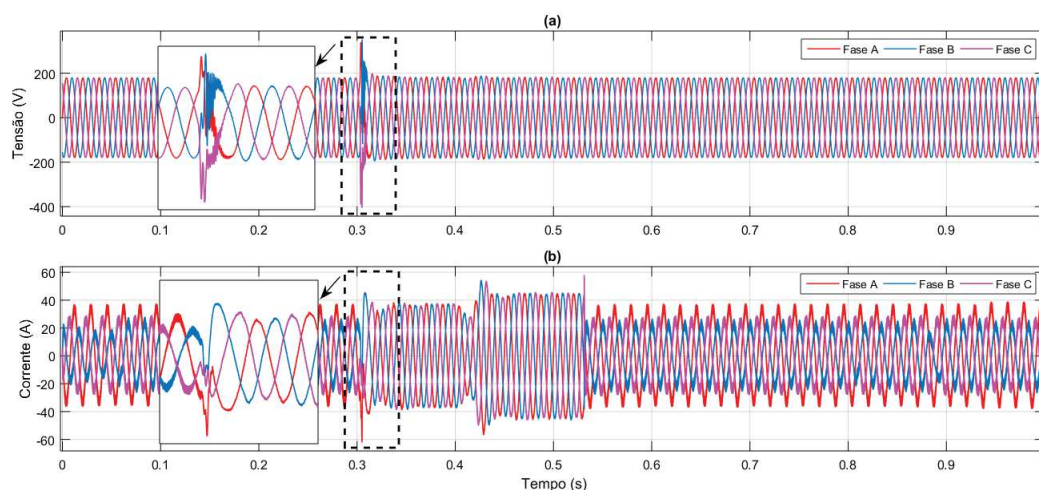 (a)
Fase A Fase B Fase C
Tensão (V)
200
0
-200
-400
0 0.1 0.2 0.3 0.4 0.5 0.6 0.7 0.8 0.9
(b)
Fase A Fase B Fase C
Corrente (A)
60
40
20
0
-20
-40
-60
0 0.1 0.2 0.3 0.4 0.5 0.6 0.7 0.8 0.9
Tempo (s)